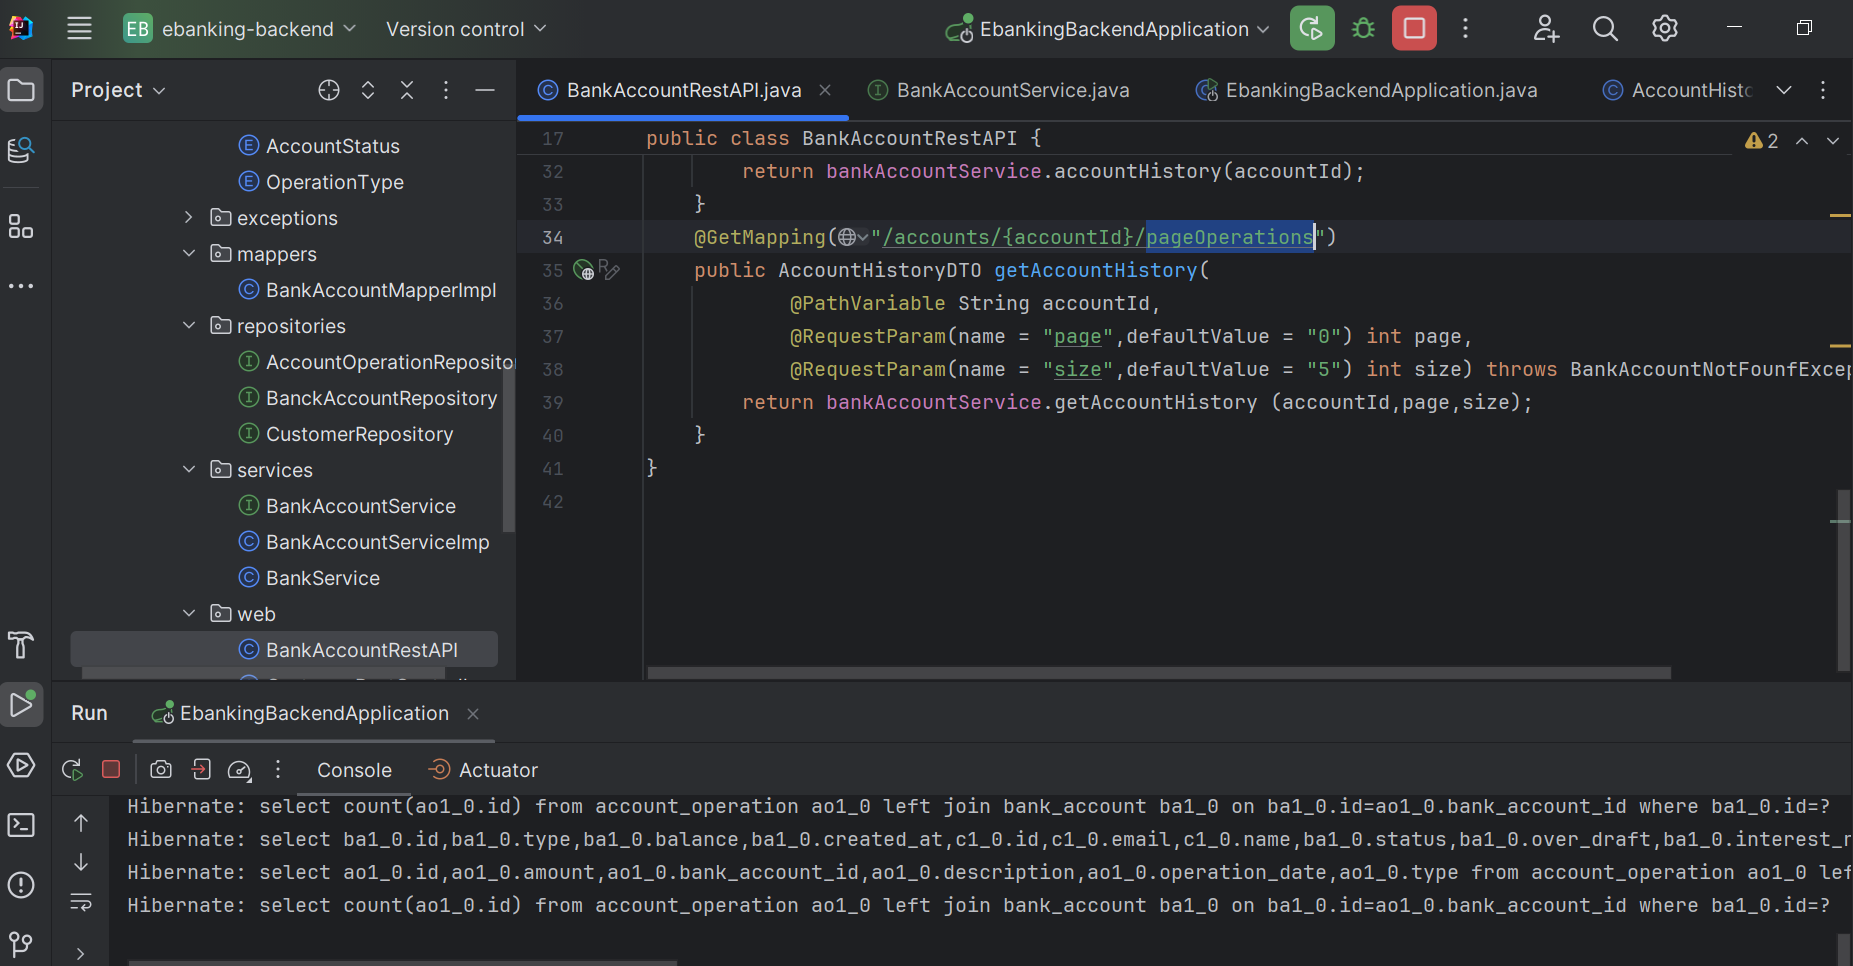 EB ebanking-backend Version control EbankingBackendApplication
Project
BankAccountRestAPI.java BankAccountService.java EbankingBackendApplication.java AccountHisto
AccountStatus
OperationType
exceptions
mappers
BankAccountMapperImpl
repositories
AccountOperationRepositor
BanckAccountRepository
CustomerRepository
services
BankAccountService
BankAccountServiceImp
BankService
web
BankAccountRestAPI
17 public class BankAccountRestAPI { 2
32 return bankAccountService.accountHistory(accountId);
33 }
34 @GetMapping("/accounts/{accountId}/pageOperations")
35 public AccountHistoryDTO getAccountHistory(
36 @PathVariable String accountId,
37 @RequestParam(name = "page",defaultValue = "0") int page,
38 @RequestParam(name = "size",defaultValue = "5") int size) throws BankAccountNotFounfExcep
39 return bankAccountService.getAccountHistory (accountId,page,size);
40 }
41 }
42
Run EbankingBackendApplication
Console Actuator
Hibernate: select count(ao1_0.id) from account_operation ao1_0 left join bank_account ba1_0 on ba1_0.id=ao1_0.bank_account_id where ba1_0.id=?
Hibernate: select ba1_0.id,ba1_0.type,ba1_0.balance,ba1_0.created_at,c1_0.id,c1_0.email,c1_0.name,ba1_0.status,ba1_0.over_draft,ba1_0.interest_r
Hibernate: select ao1_0.id,ao1_0.amount,ao1_0.bank_account_id,ao1_0.description,ao1_0.operation_date,ao1_0.type from account_operation ao1_0 lef
Hibernate: select count(ao1_0.id) from account_operation ao1_0 left join bank_account ba1_0 on ba1_0.id=ao1_0.bank_account_id where ba1_0.id=?